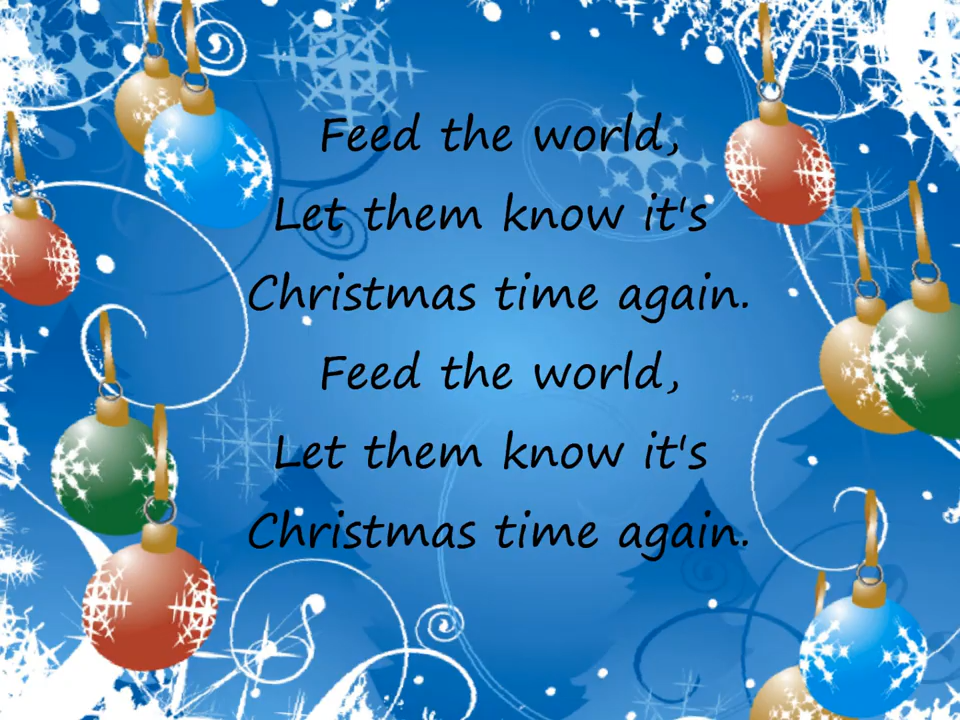 Feed the world,
Let them know it's
Christmas time again.
Feed the world,
Let them know it's
Christmas time again.